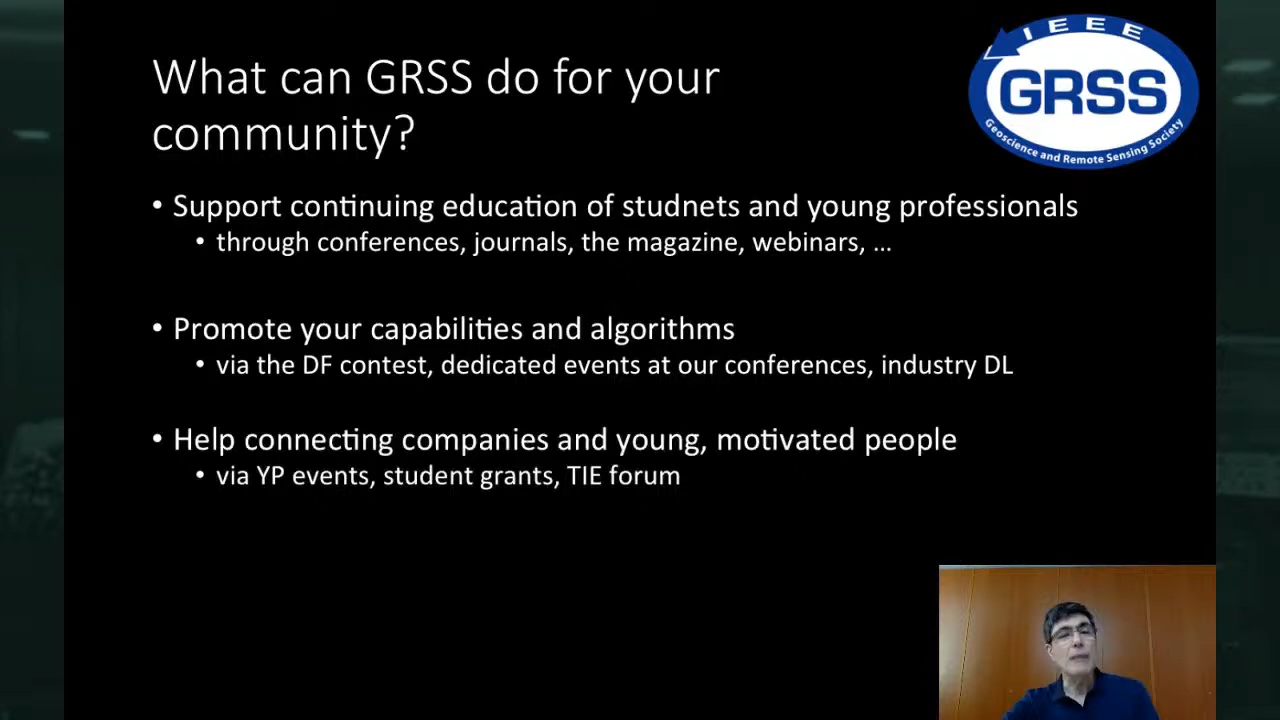 What can GRSS do for your
community?
IEEE
GRSS
Geoscience and Remote Sensing Society
• Support continuing education of studnets and young professionals
• through conferences, journals, the magazine, webinars, ...
• Promote your capabilities and algorithms
• via the DF contest, dedicated events at our conferences, industry DL
• Help connecting companies and young, motivated people
• via YP events, student grants, TIE forum